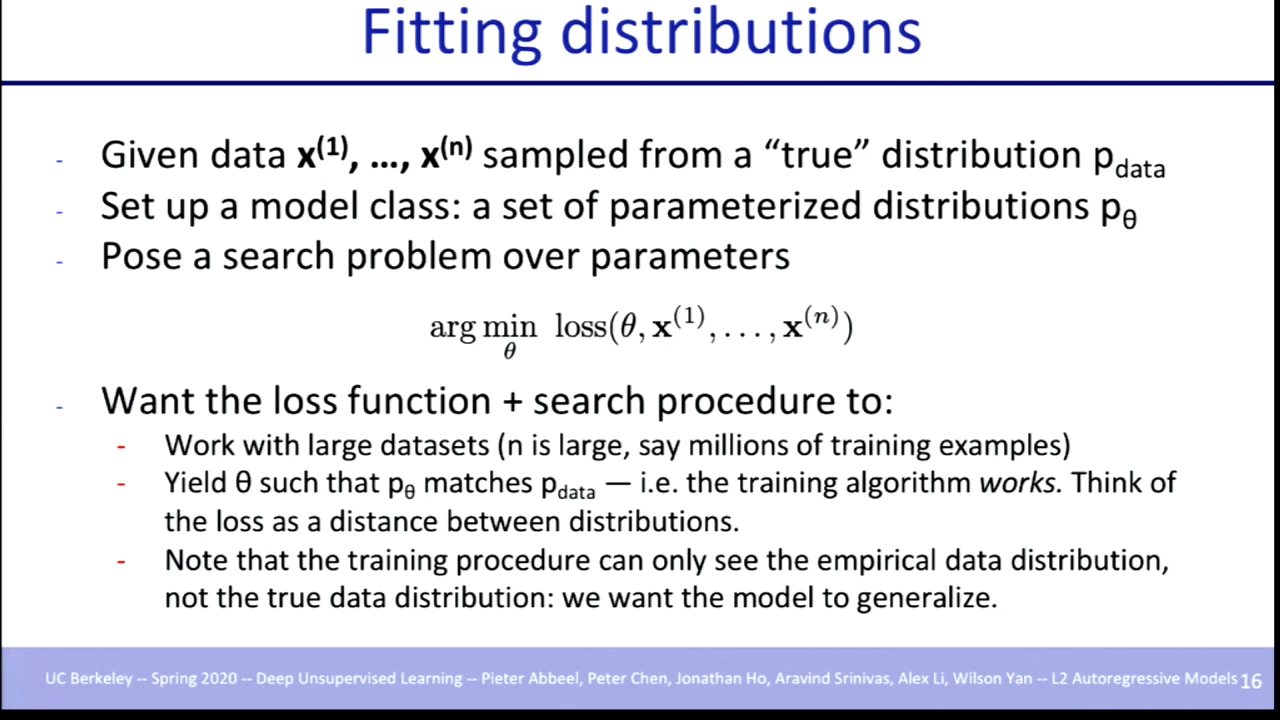 Fitting distributions
- Given data x⁽¹⁾, …, x⁽ⁿ⁾ sampled from a “true” distribution p_data
- Set up a model class: a set of parameterized distributions p_θ
- Pose a search problem over parameters
arg min_θ loss(θ, x⁽¹⁾, . . . , x⁽ⁿ⁾)
- Want the loss function + search procedure to:
- Work with large datasets (n is large, say millions of training examples)
- Yield θ such that p_θ matches p_data — i.e. the training algorithm works. Think of
the loss as a distance between distributions.
- Note that the training procedure can only see the empirical data distribution,
not the true data distribution: we want the model to generalize.
UC Berkeley -- Spring 2020 -- Deep Unsupervised Learning -- Pieter Abbeel, Peter Chen, Jonathan Ho, Aravind Srinivas, Alex Li, Wilson Yan -- L2 Autoregressive Models 16